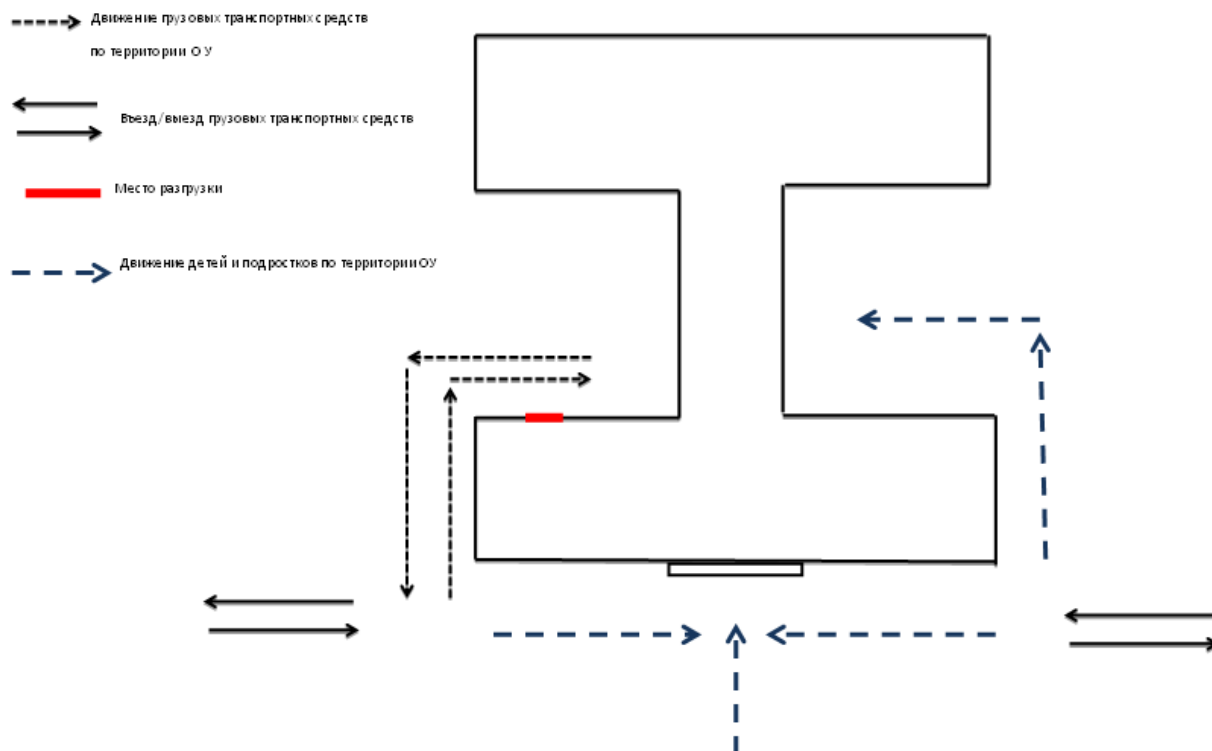 Движение грузовых транспортных средств
по территории О У
Въезд/выезд грузовых транспортных средств
Место разгрузки
Движение детей и подростков по территории ОУ